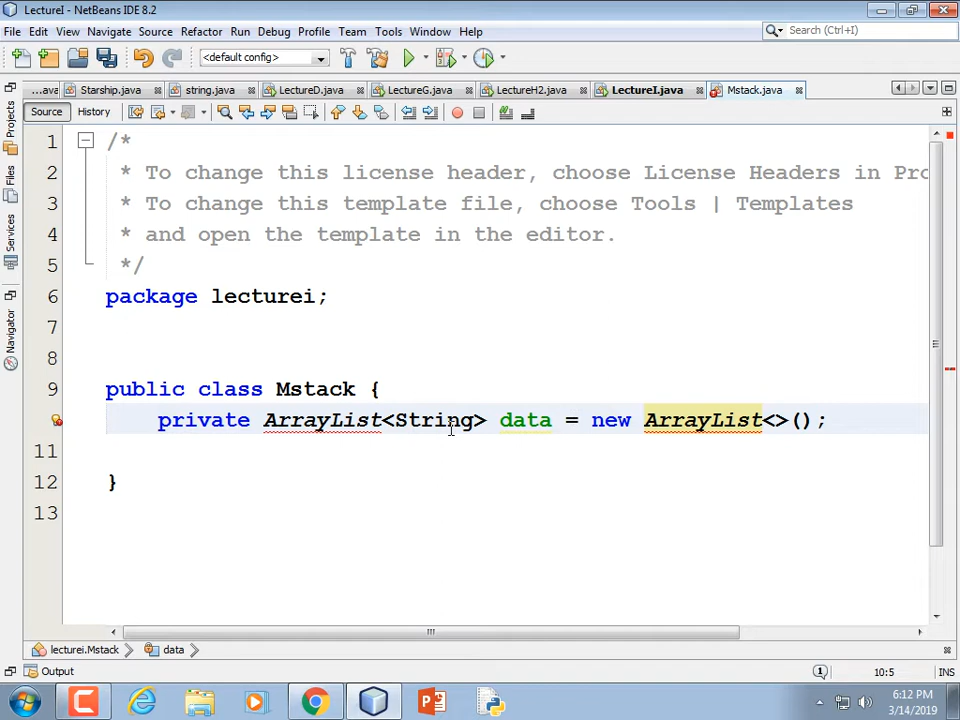 LectureI - NetBeans IDE 8.2
File Edit View Navigate Source Refactor Run Debug Profile Team Tools Window Help
Search (Ctrl+I)
<default config>
...ava Starship.java string.java LectureD.java LectureG.java LectureH2.java LectureI.java Mstack.java
Source History
Projects
Files
Services
Navigator
1 /*
2 * To change this license header, choose License Headers in Pro
3 * To change this template file, choose Tools | Templates
4 * and open the template in the editor.
5 */
6 package lecturei;
7
8
9 public class Mstack {
private ArrayList<String> data = new ArrayList<>();
11
12 }
13
lecturei.Mstack data
Output
1
10:5 INS
6:12 PM
3/14/2019